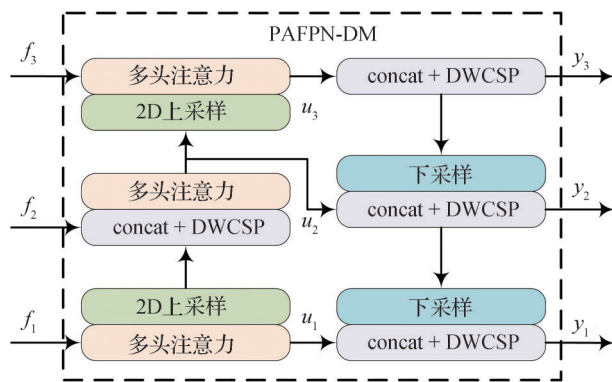 PAFPN-DM
f₃
多头注意力
concat + DWCSP
y₃
2D上采样
u₃
多头注意力
下采样
f₂
concat + DWCSP
u₂
concat + DWCSP
y₂
2D上采样
下采样
f₁
多头注意力
u₁
concat + DWCSP
y₁